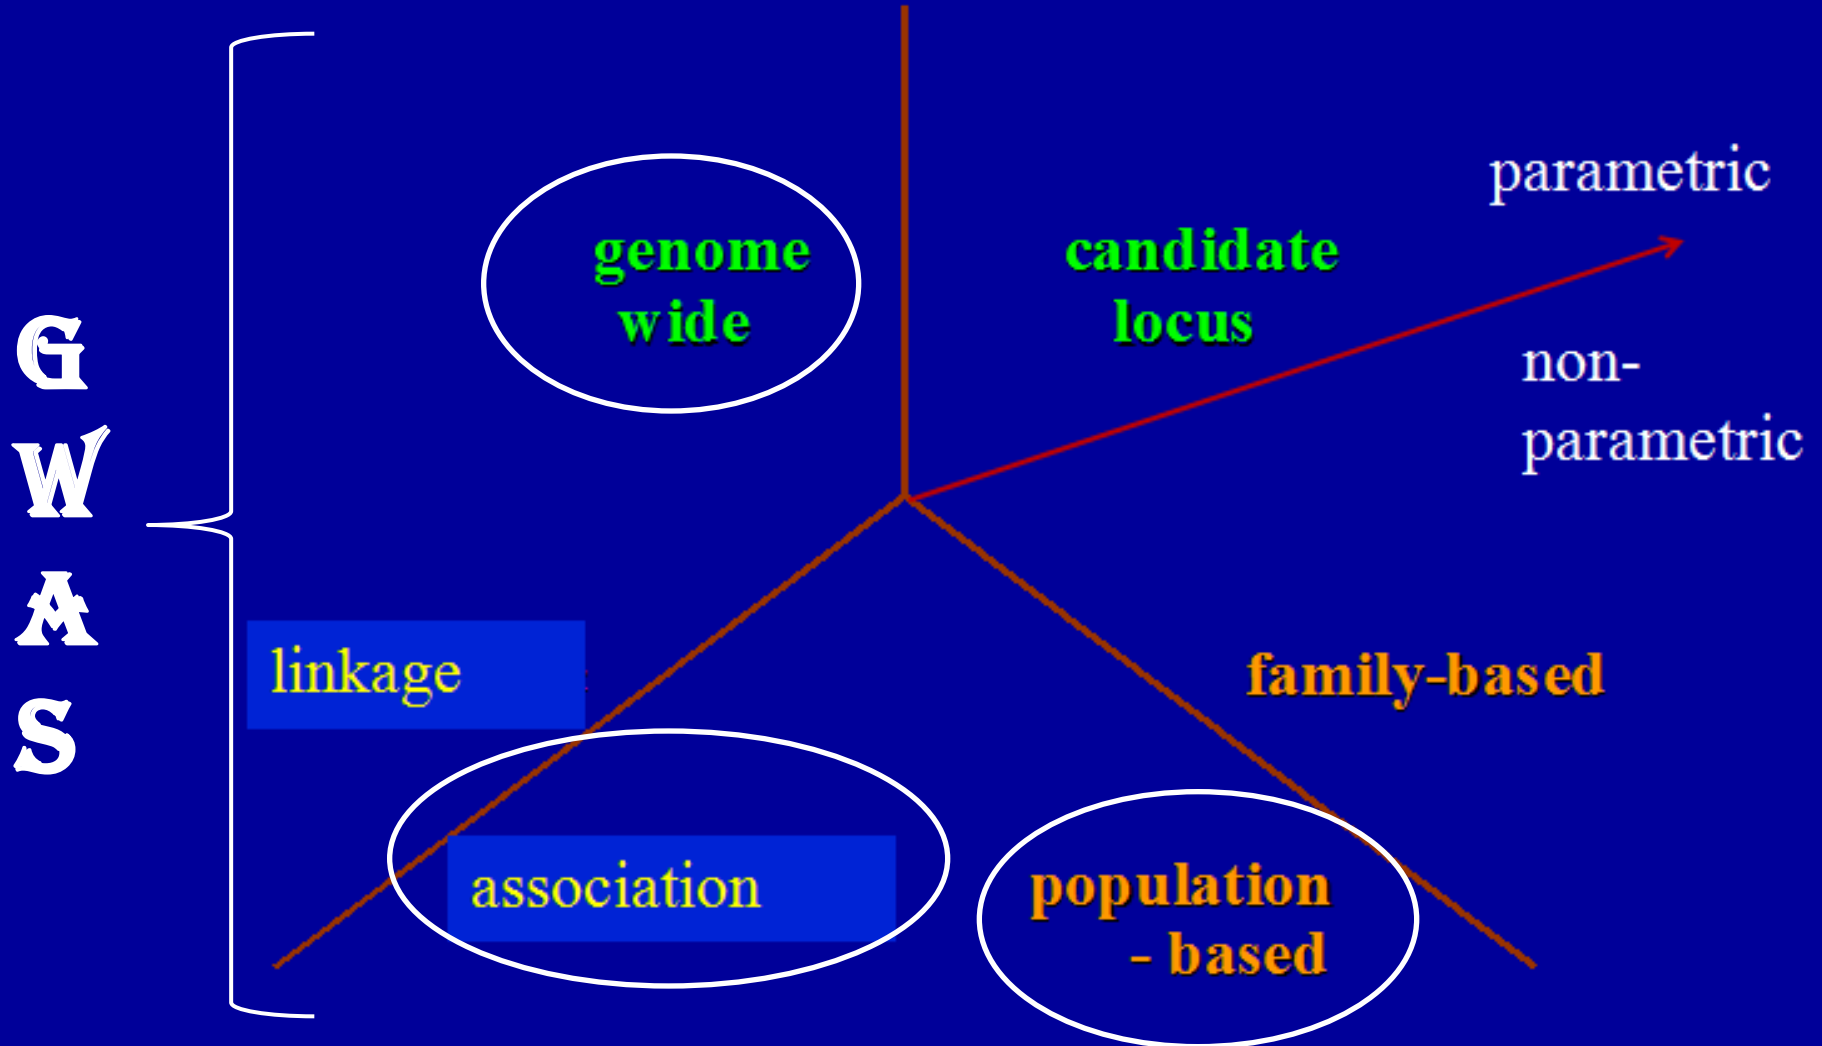 G
W
A
S
genome
wide
candidate
locus
parametric
non-
parametric
linkage
association
family-based
population
- based